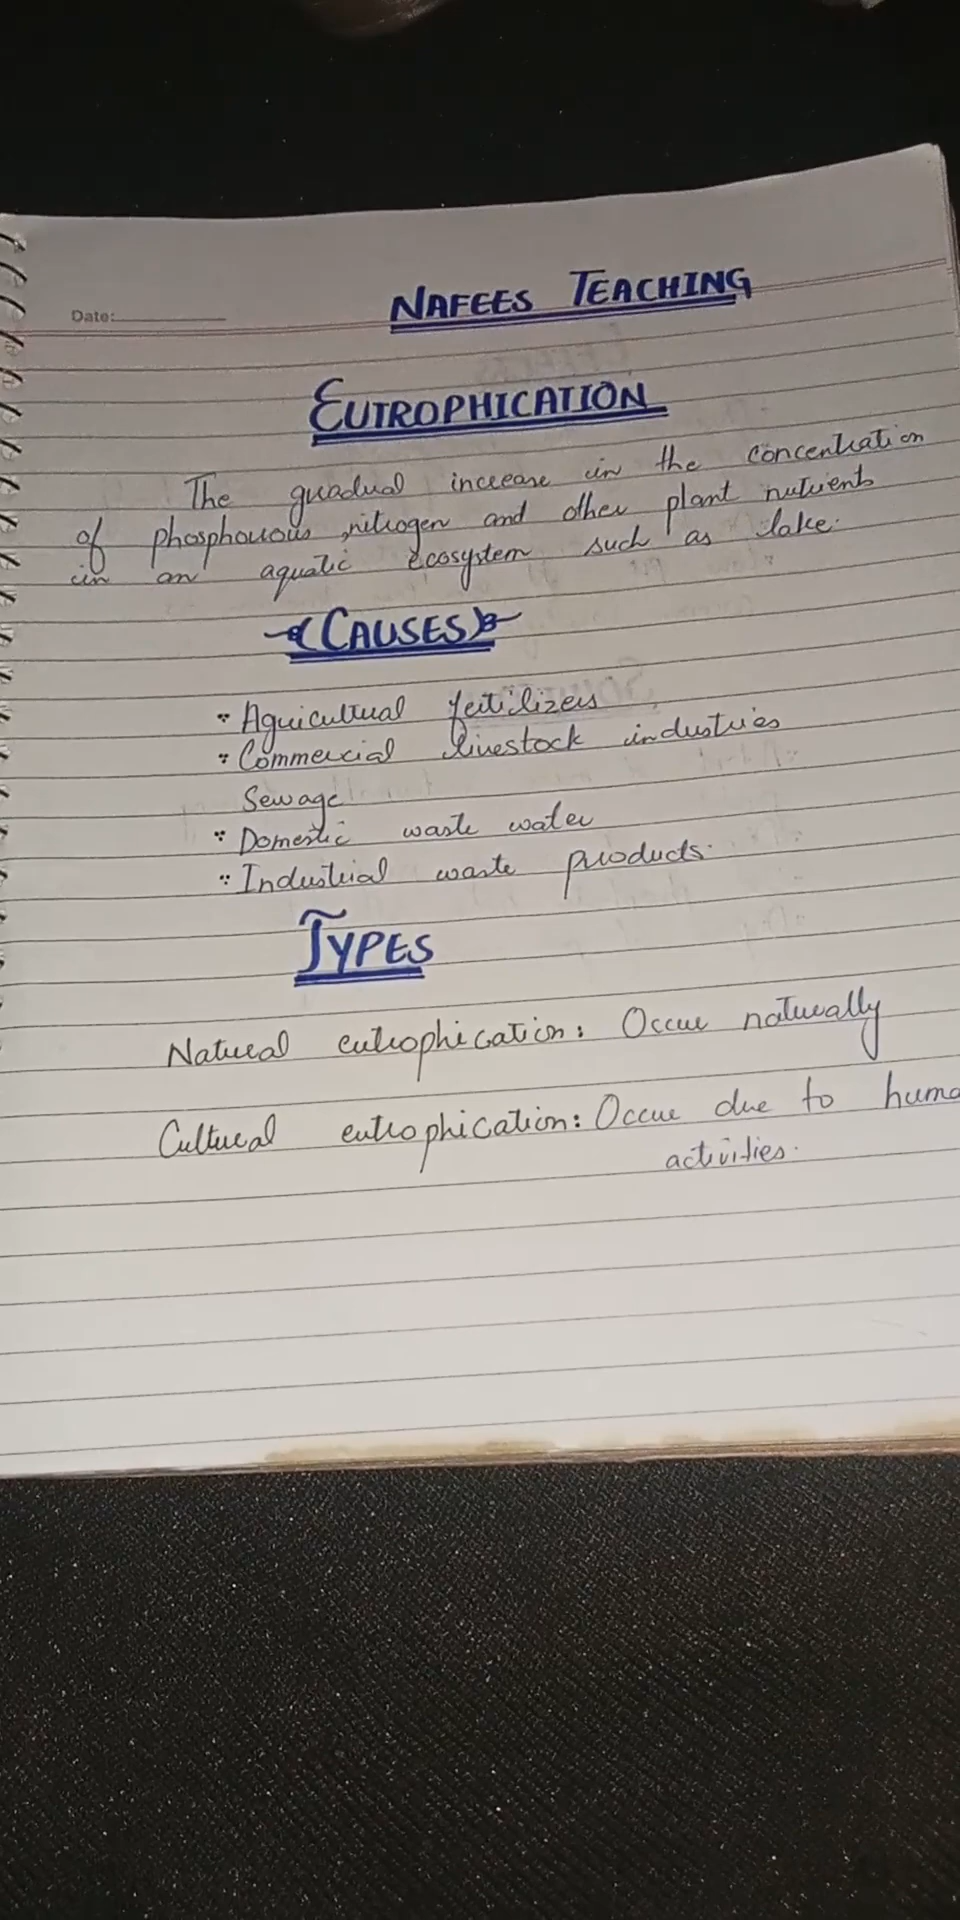 NAFEES TEACHING
Date:
EUTROPHICATION
The gradual increase in the concentration
of phosphorous, nitrogen and other plant nutrients
in an aquatic ecosystem such as lake.
CAUSES
Agricultural fertilizers
Commercial livestock industries
Sewage
Domestic waste water
Industrial waste products.
TYPES
Natural eutrophication: Occur naturally
Cultural eutrophication: Occur due to huma
activities.